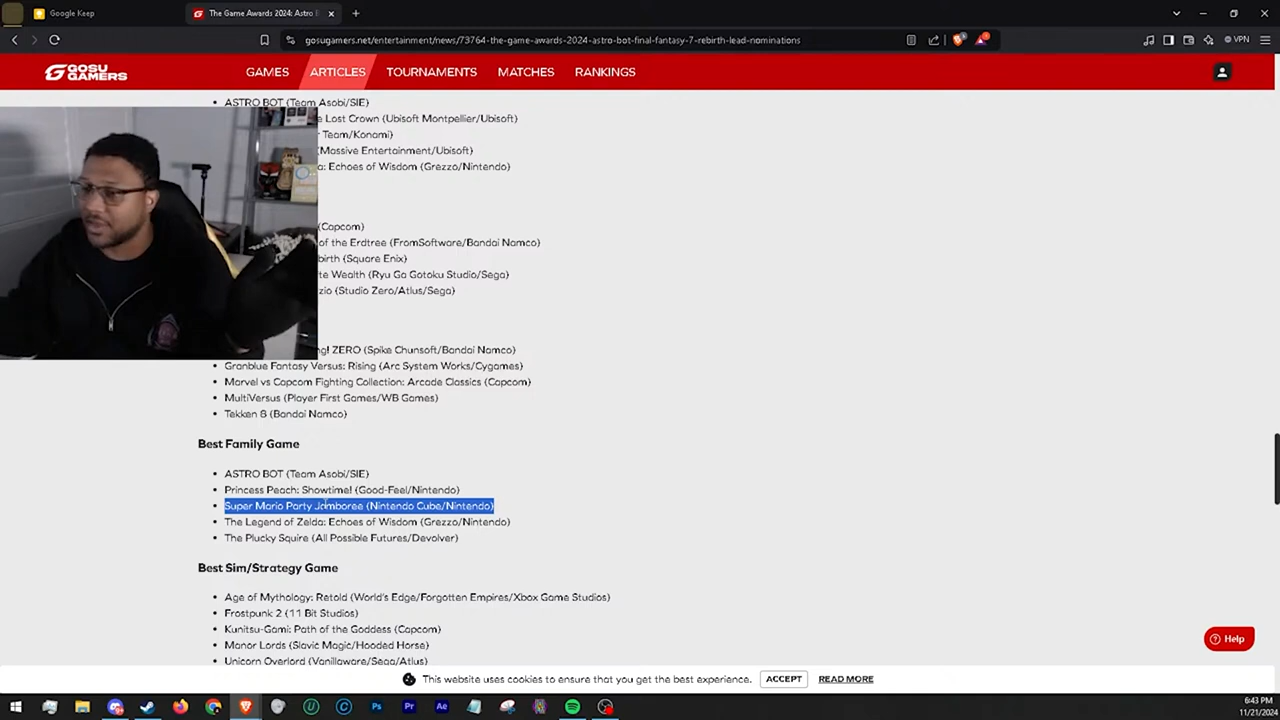 Google Keep
The Game Awards 2024: Astro B
gosugamers.net/entertainment/news/73764-the-game-awards-2024-astro-bot-final-fantasy-7-rebirth-lead-nominations
VPN
GOSU GAMERS
GAMES
ARTICLES
TOURNAMENTS
MATCHES
RANKINGS
ASTRO BOT (Team Asobi/SIE)
e Lost Crown (Ubisoft Montpellier/Ubisoft)
r Team/Konami)
(Massive Entertainment/Ubisoft)
a: Echoes of Wisdom (Grezzo/Nintendo)
(Capcom)
of the Erdtree (FromSoftware/Bandai Namco)
birth (Square Enix)
ite Wealth (Ryu Ga Gotoku Studio/Sega)
zio (Studio Zero/Atlus/Sega)
g! ZERO (Spike Chunsoft/Bandai Namco)
Granblue Fantasy Versus: Rising (Arc System Works/Cygames)
Marvel vs Capcom Fighting Collection: Arcade Classics (Capcom)
MultiVersus (Player First Games/WB Games)
Tekken 8 (Bandai Namco)
Best Family Game
ASTRO BOT (Team Asobi/SIE)
Princess Peach: Showtime! (Good-Feel/Nintendo)
Super Mario Party Jamboree (Nintendo Cube/Nintendo)
The Legend of Zelda: Echoes of Wisdom (Grezzo/Nintendo)
The Plucky Squire (All Possible Futures/Devolver)
Best Sim/Strategy Game
Age of Mythology: Retold (World's Edge/Forgotten Empires/Xbox Game Studios)
Frostpunk 2 (11 Bit Studios)
Kunitsu-Gami: Path of the Goddess (Capcom)
Manor Lords (Slavic Magic/Hooded Horse)
Unicorn Overlord (Vanillaware/Sega/Atlus)
Help
This website uses cookies to ensure that you get the best experience.
ACCEPT
READ MORE
6:43 PM
11/21/2024